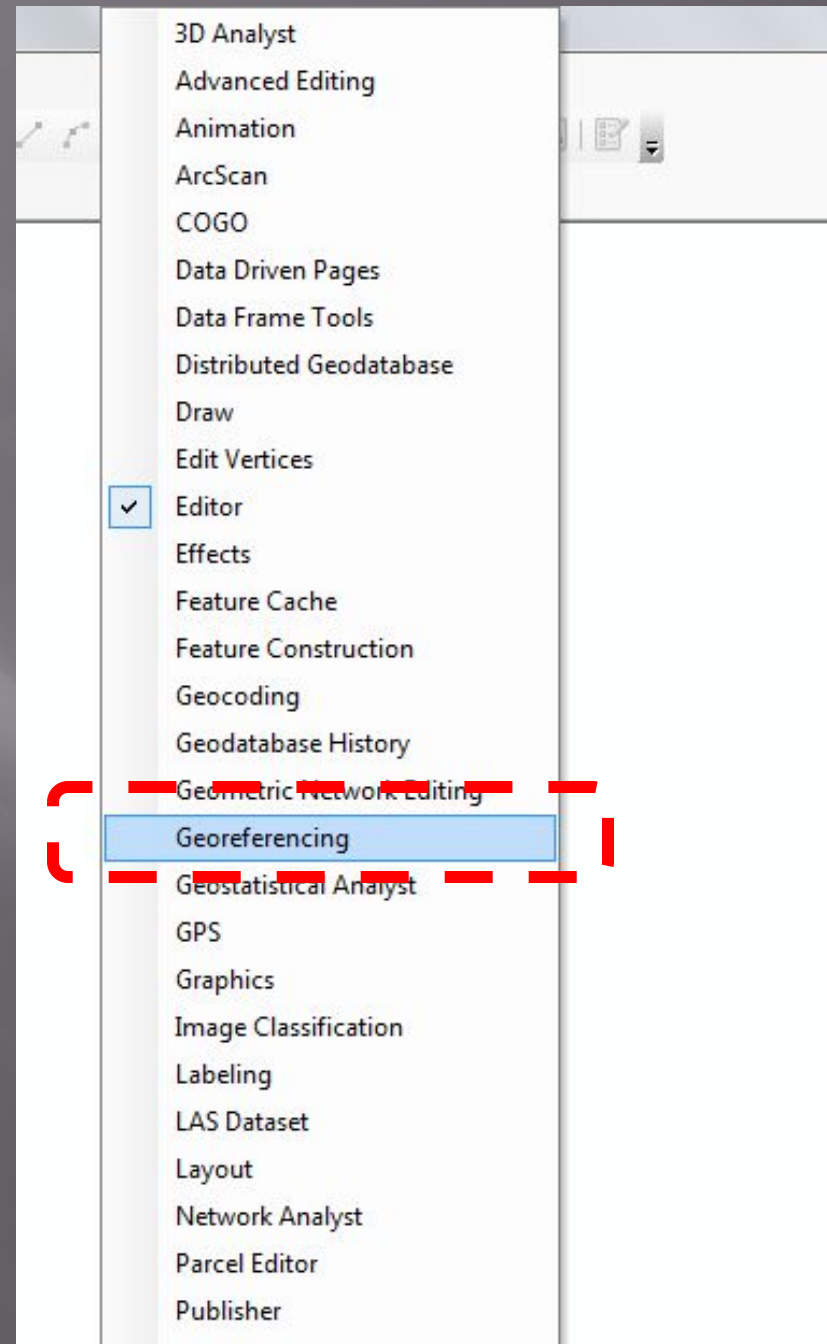 3D Analyst
Advanced Editing
Animation
ArcScan
COGO
Data Driven Pages
Data Frame Tools
Distributed Geodatabase
Draw
Edit Vertices
Editor
Effects
Feature Cache
Feature Construction
Geocoding
Geodatabase History
Geometric Network Editing
Georeferencing
Geostatistical Analyst
GPS
Graphics
Image Classification
Labeling
LAS Dataset
Layout
Network Analyst
Parcel Editor
Publisher